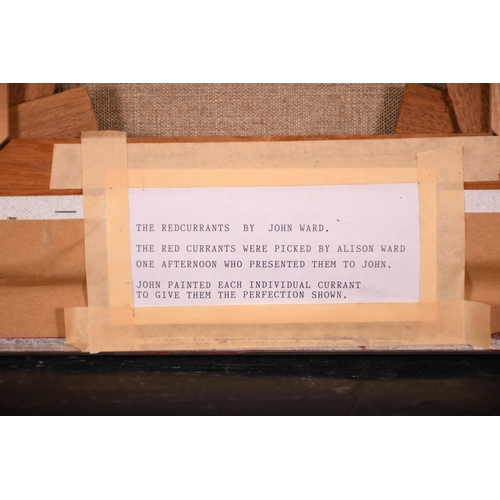 THE REDCURRANTS BY JOHN WARD.
THE RED CURRANTS WERE PICKED BY ALISON WARD
ONE AFTERNOON WHO PRESENTED THEM TO JOHN.
JOHN PAINTED EACH INDIVIDUAL CURRANT
TO GIVE THEM THE PERFECTION SHOWN.